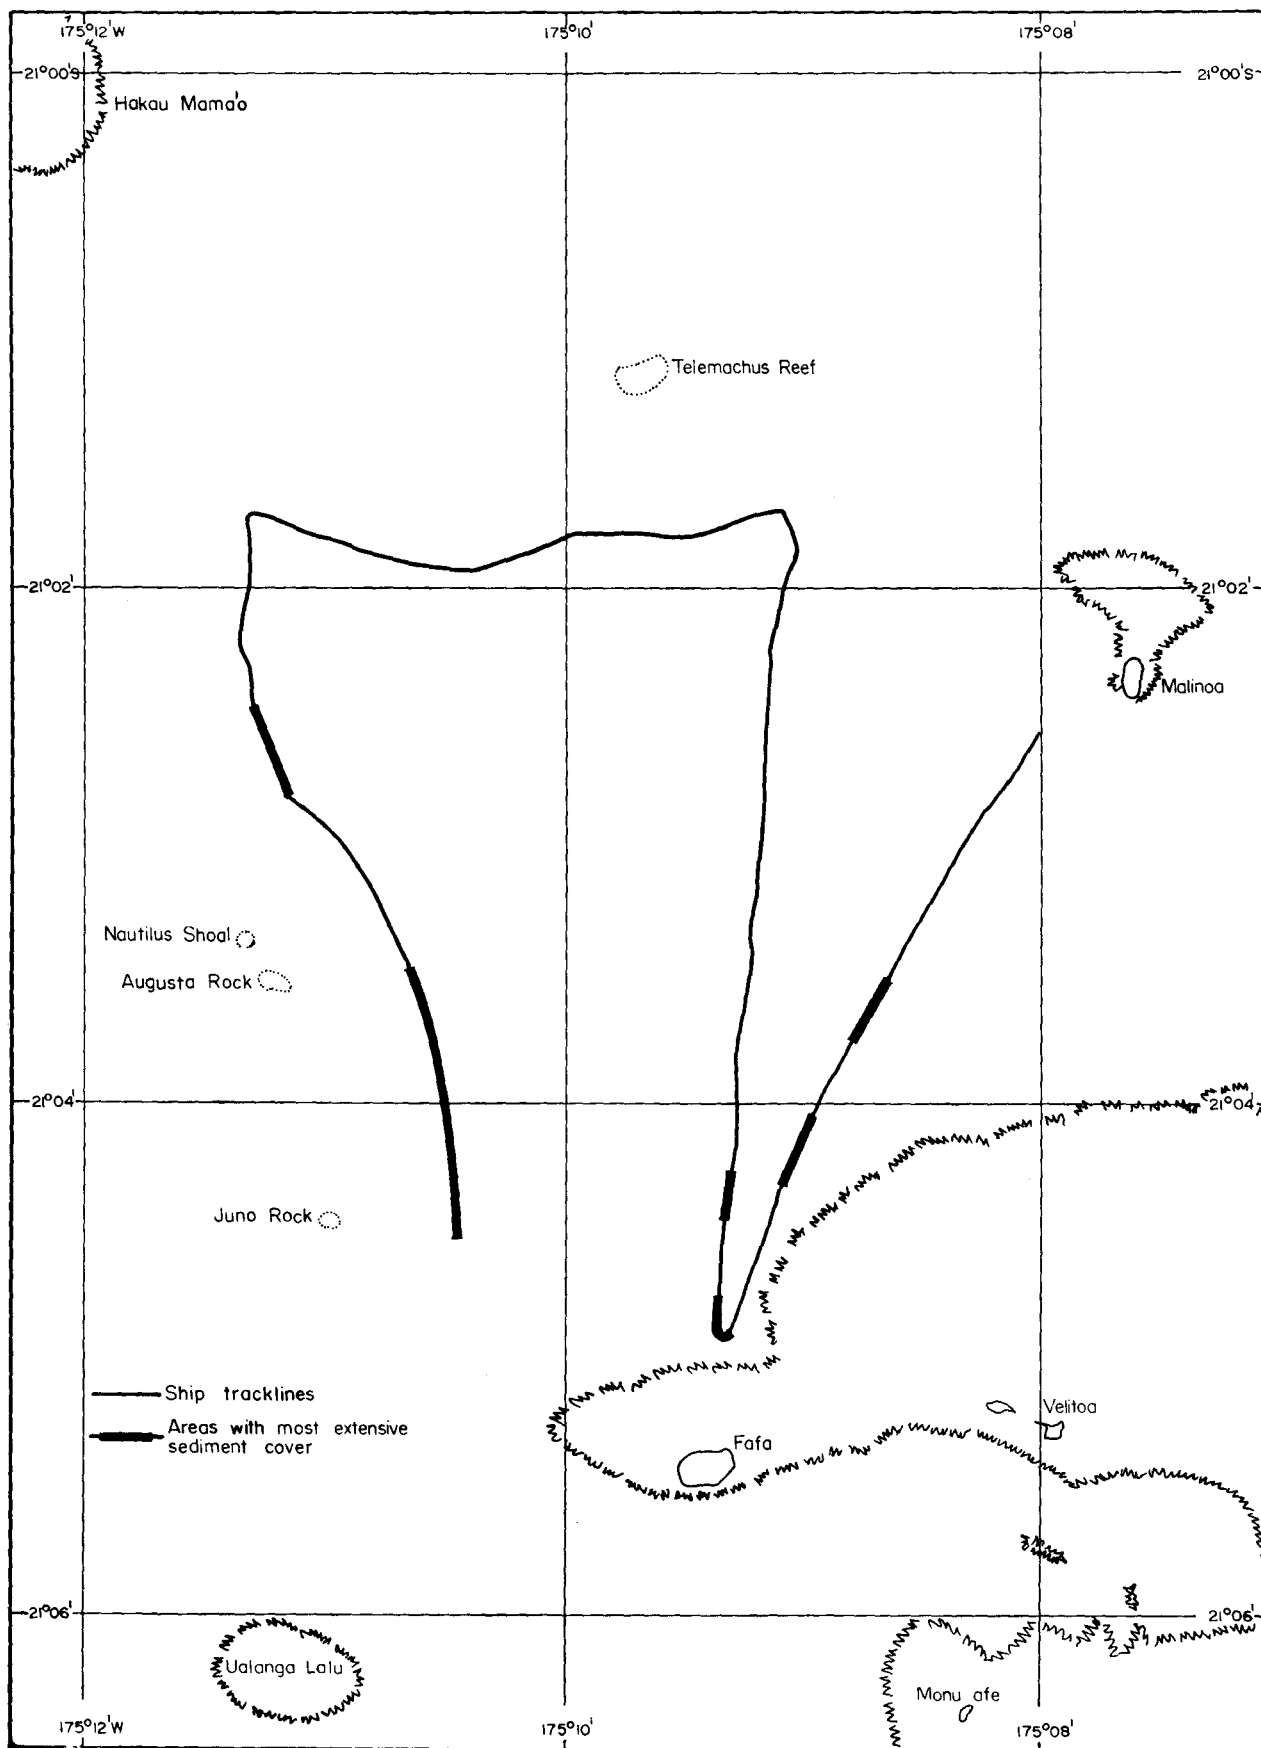 175°12'W 175°10' 175°08'
21°00'S 21°00'S
Hakau Mama'o
Telemachus Reef
21°02' 21°02'
Malinoa
Nautilus Shoal
Augusta Rock
21°04' 21°04'
Juno Rock
Ship tracklines
Areas with most extensive
sediment cover
Velitoa
Fafa
21°06' 21°06'
Ualanga Lalu
Monu afe
175°12'W 175°10' 175°08'